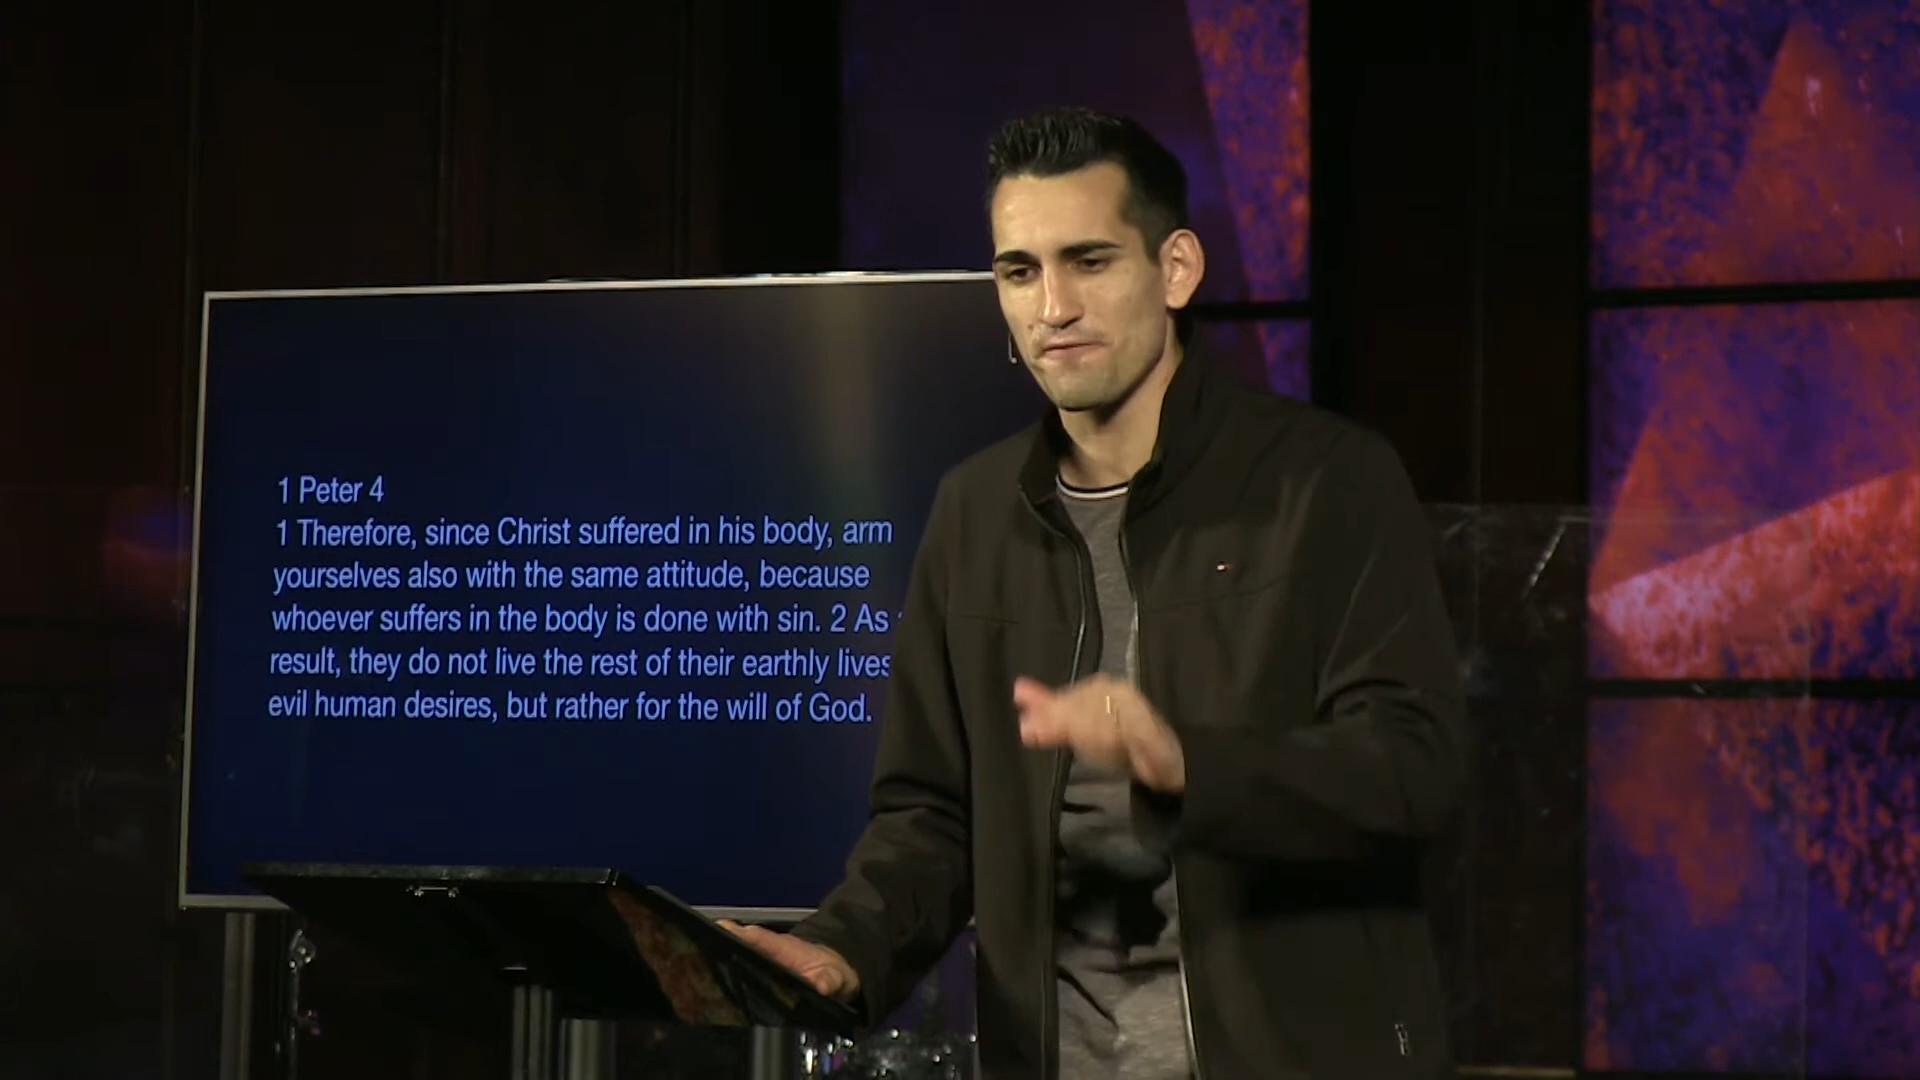 1 Peter 4
1 Therefore, since Christ suffered in his body, arm
yourselves also with the same attitude, because
whoever suffers in the body is done with sin. 2 As
result, they do not live the rest of their earthly lives
evil human desires, but rather for the will of God.